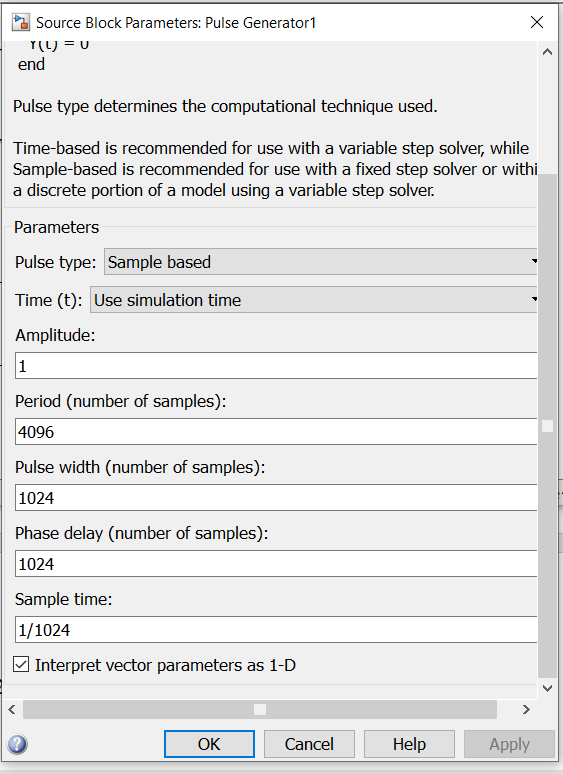 Source Block Parameters: Pulse Generator1
Y(t) = 0
end
Pulse type determines the computational technique used.
Time-based is recommended for use with a variable step solver, while
Sample-based is recommended for use with a fixed step solver or withi
a discrete portion of a model using a variable step solver.
Parameters
Pulse type: Sample based
Time (t): Use simulation time
Amplitude:
1
Period (number of samples):
4096
Pulse width (number of samples):
1024
Phase delay (number of samples):
1024
Sample time:
1/1024
Interpret vector parameters as 1-D
OK Cancel Help Apply